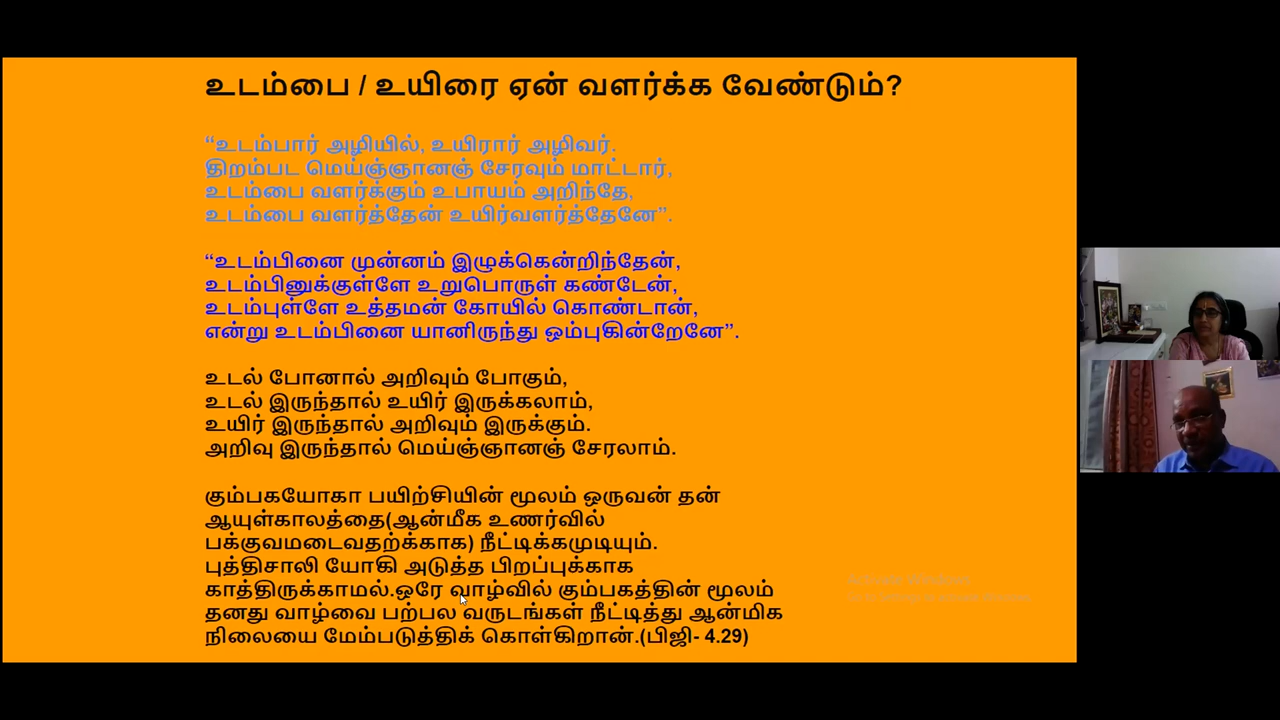 உடம்பை / உயிரை ஏன் வளர்க்க வேண்டும்?
“உடம்பார் அழியில், உயிரார் அழிவர்.
திறம்பட மெய்ஞ்ஞானஞ் சேரவும் மாட்டார்,
உடம்பை வளர்க்கும் உபாயம் அறிந்தே,
உடம்பை வளர்த்தேன் உயிர்வளர்த்தேனே”.
“உடம்பினை முன்னம் இழுக்கென்றிந்தேன்,
உடம்பினுக்குள்ளே உறுபொருள் கண்டேன்,
உடம்புள்ளே உத்தமன் கோயில் கொண்டான்,
என்று உடம்பினை யானிருந்து ஒம்புகின்றேனே”.
உடல் போனால் அறிவும் போகும்,
உடல் இருந்தால் உயிர் இருக்கலாம்,
உயிர் இருந்தால் அறிவும் இருக்கும்.
அறிவு இருந்தால் மெய்ஞ்ஞானஞ் சேரலாம்.
கும்பகயோகா பயிற்சியின் மூலம் ஒருவன் தன்
ஆயுள்காலத்தை(ஆன்மீக உணர்வில்
பக்குவமடைவதற்க்காக) நீட்டிக்கமுடியும்.
புத்திசாலி யோகி அடுத்த பிறப்புக்காக
காத்திருக்காமல்.ஒரே வாழ்வில் கும்பகத்தின் மூலம்
தனது வாழ்வை பற்பல வருடங்கள் நீட்டித்து ஆன்மிக
நிலையை மேம்படுத்திக் கொள்கிறான்.(பிஜி- 4.29)